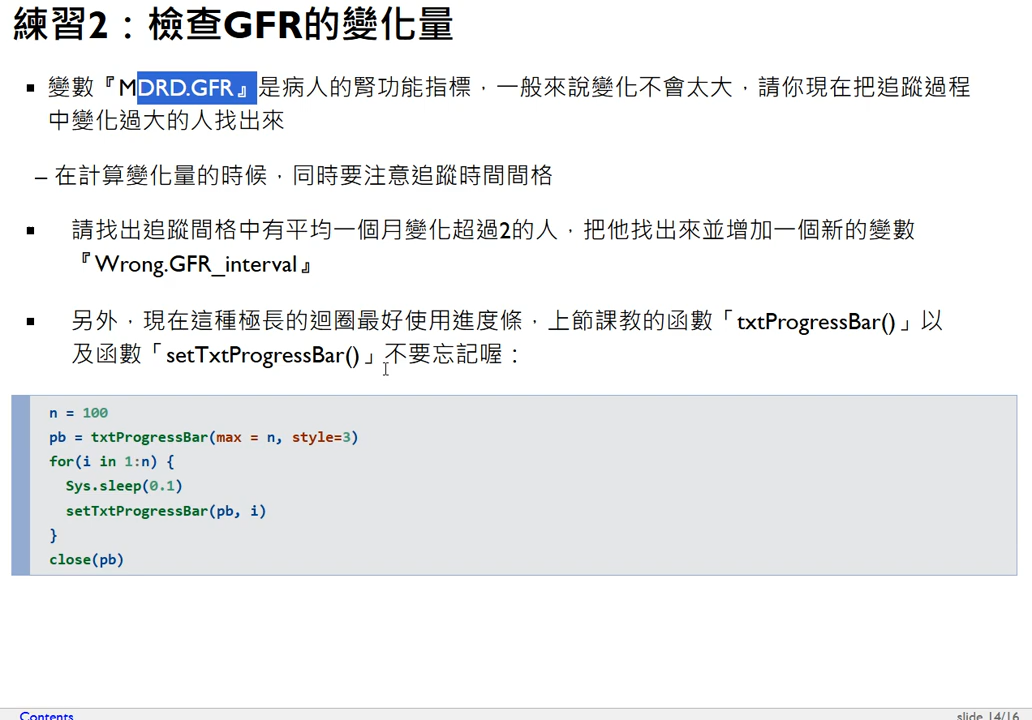 練習2：檢查GFR的變化量
▪ 變數『MDRD.GFR』是病人的腎功能指標，一般來說變化不會太大，請你現在把追蹤過程
中變化過大的人找出來
– 在計算變化量的時候，同時要注意追蹤時間間格
▪ 請找出追蹤間格中有平均一個月變化超過2的人，把他找出來並增加一個新的變數
『Wrong.GFR_interval』
▪ 另外，現在這種極長的迴圈最好使用進度條，上節課教的函數「txtProgressBar()」以
及函數「setTxtProgressBar()」不要忘記喔：
n = 100
pb = txtProgressBar(max = n, style=3)
for(i in 1:n) {
  Sys.sleep(0.1)
  setTxtProgressBar(pb, i)
}
close(pb)
Contents
slide 14/16